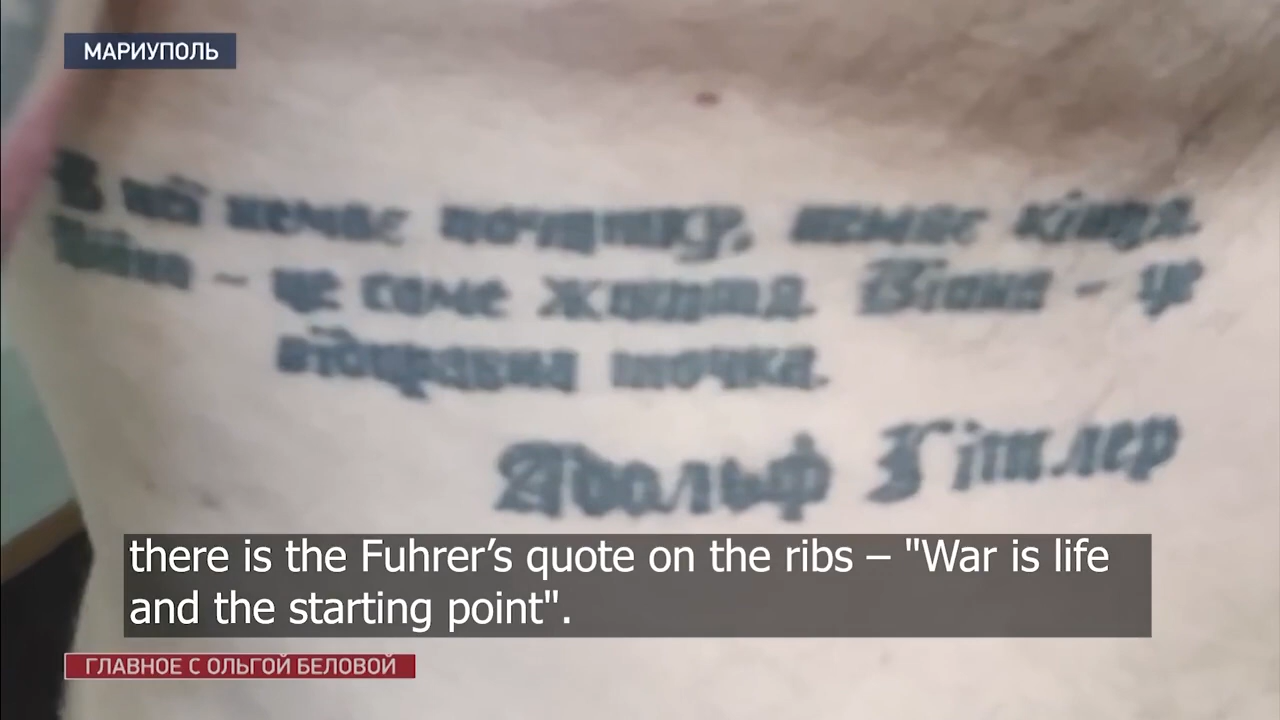 МАРИУПОЛЬ
В немає початку, немає кінця.
Війна – це саме життя. Війна – це
відправна точка.
Адольф Гітлер
there is the Fuhrer’s quote on the ribs – "War is life
and the starting point".
ГЛАВНОЕ С ОЛЬГОЙ БЕЛОВОЙ